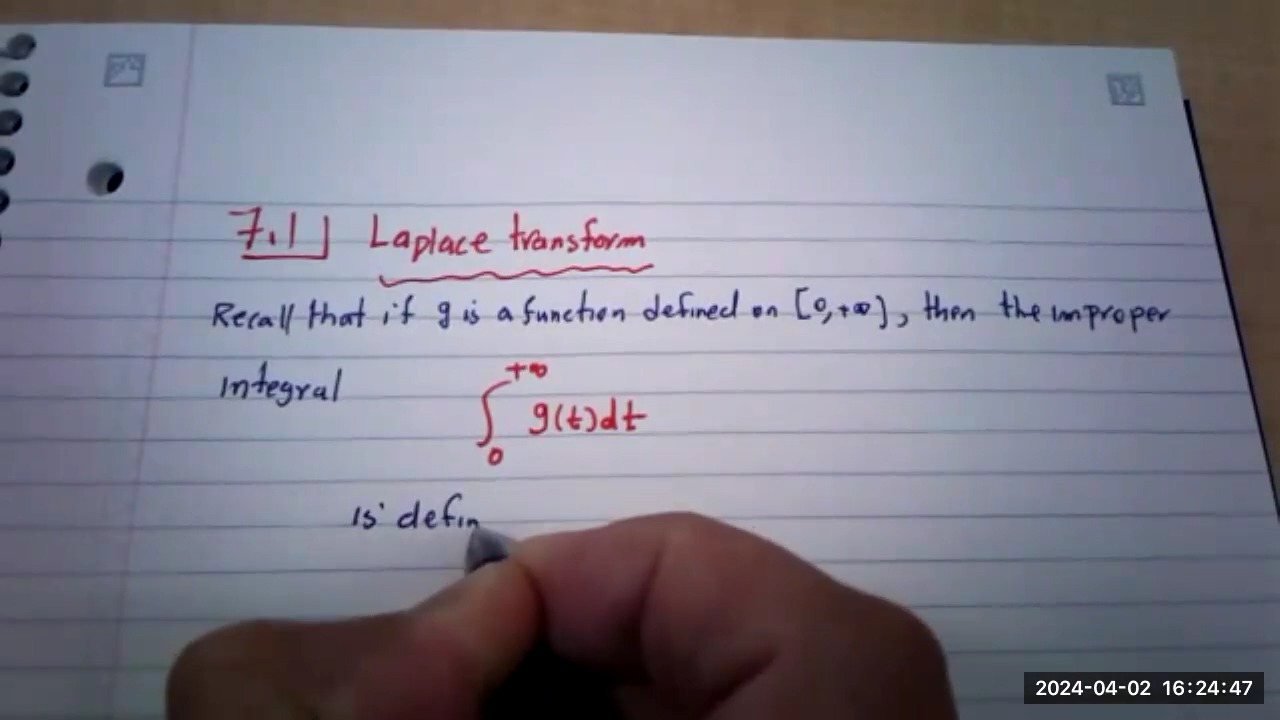 7.1 Laplace transform
Recall that if g is a function defined on [0,+∞), then the improper
integral
∫₀⁺∞ g(t)dt
is defin
2024-04-02 16:24:47